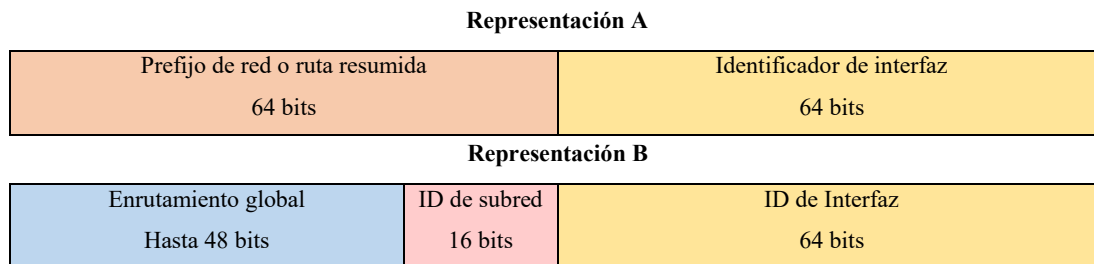 Representación A
Prefijo de red o ruta resumida
64 bits
Identificador de interfaz
64 bits
Representación B
Enrutamiento global
Hasta 48 bits
ID de subred
16 bits
ID de Interfaz
64 bits